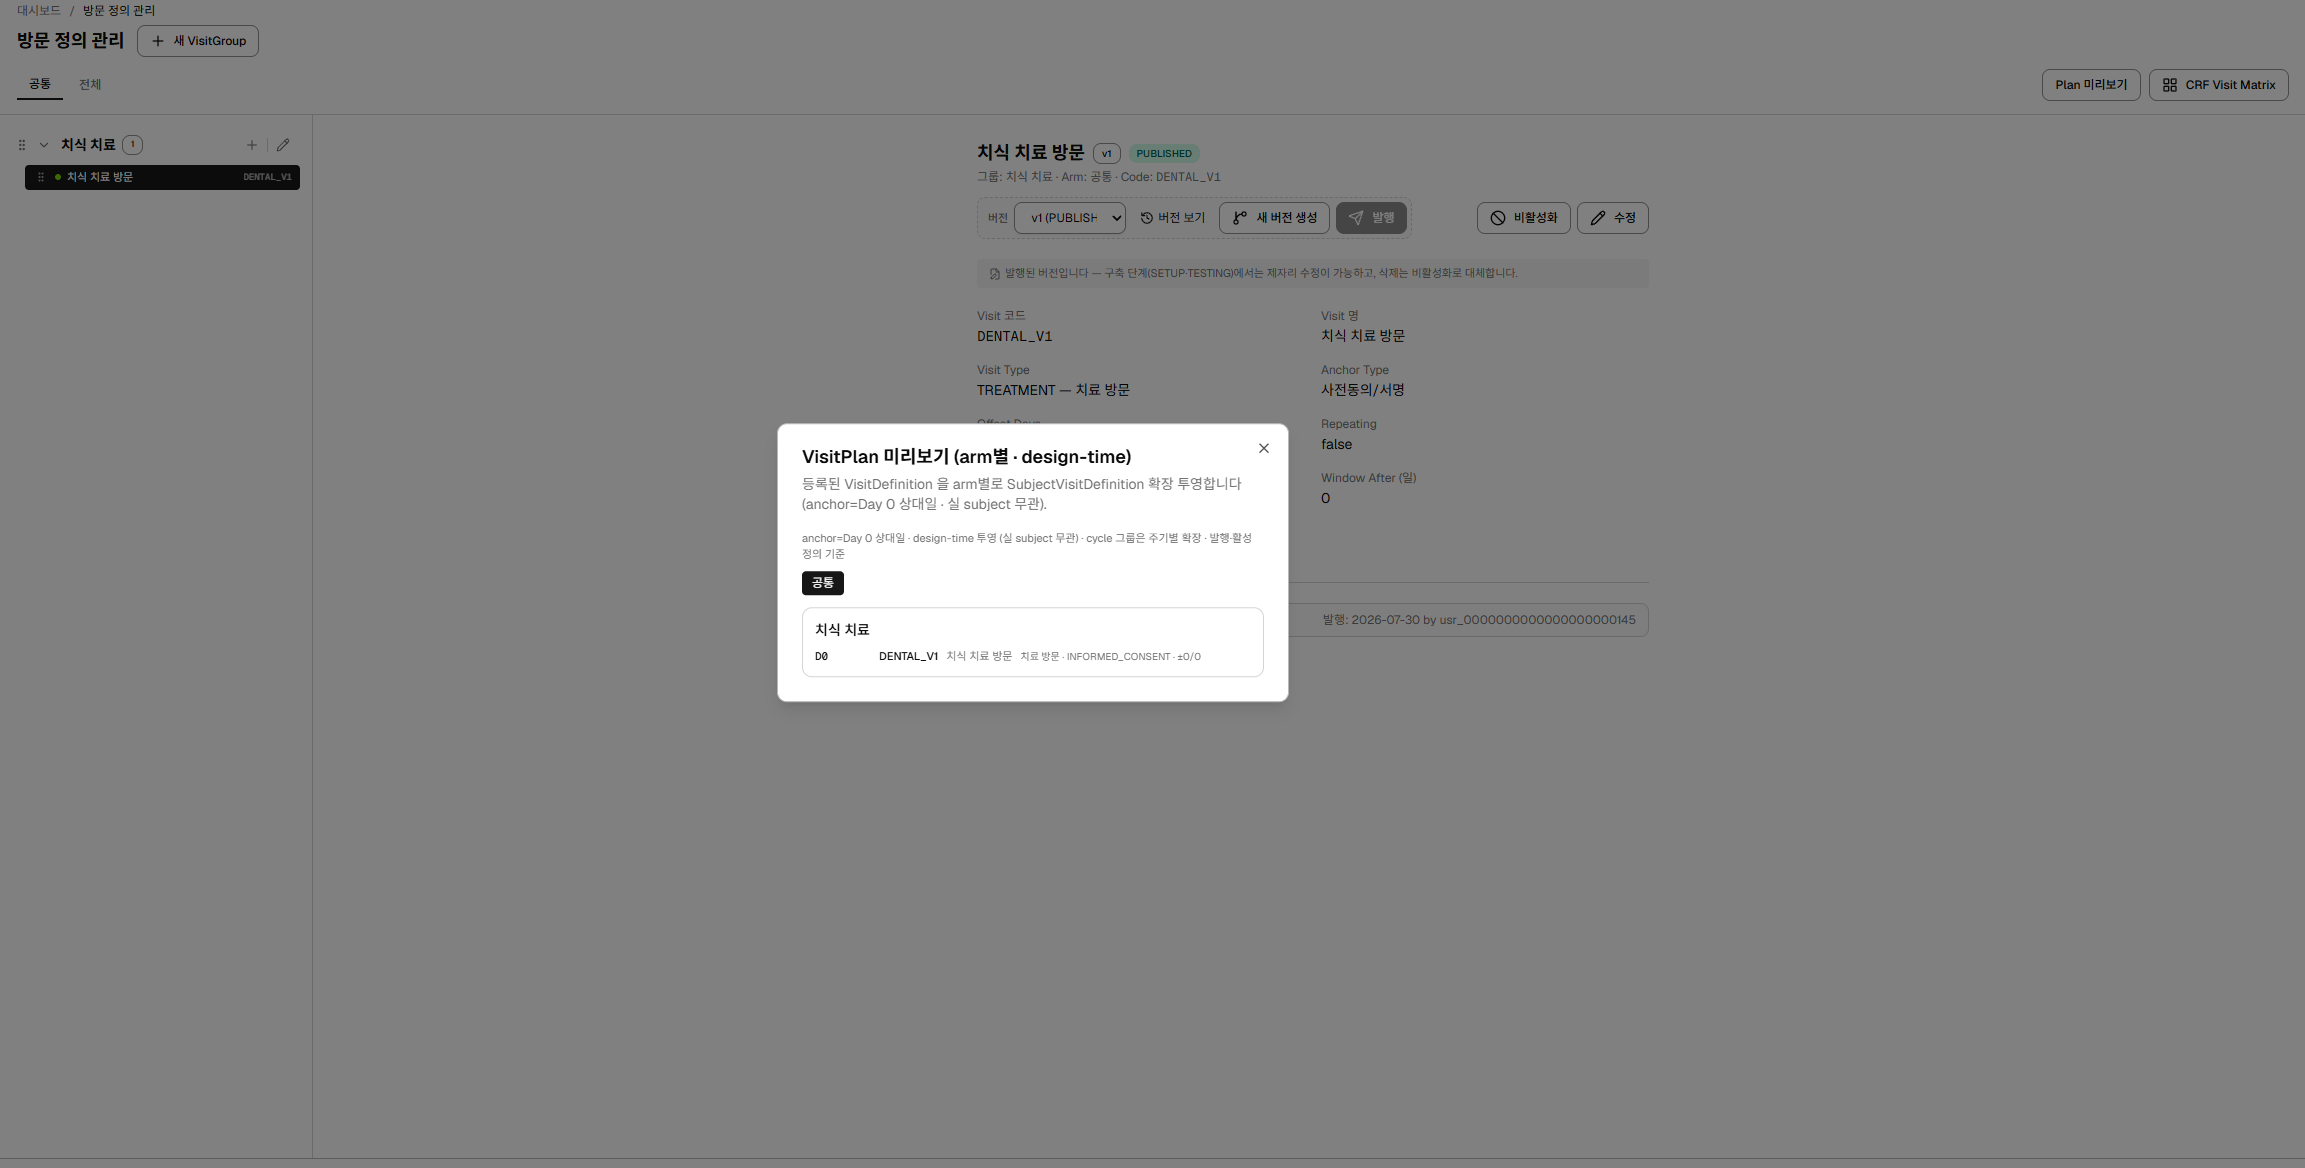 대시보드 / 방문 정의 관리
방문 정의 관리
+ 새 VisitGroup
공통 전체
Plan 미리보기
CRF Visit Matrix
치식 치료 1
치식 치료 방문 DENTAL_V1
치식 치료 방문 v1 PUBLISHED
그룹: 치식 치료 · Arm: 공통 · Code: DENTAL_V1
버전 v1 (PUBLISH 버전 보기 새 버전 생성 발행
비활성화 수정
발행된 버전입니다 — 구축 단계(SETUP·TESTING)에서는 제자리 수정이 가능하고, 삭제는 비활성화로 대체합니다.
Visit 코드
DENTAL_V1
Visit 명
치식 치료 방문
Visit Type
TREATMENT — 치료 방문
Anchor Type
사전동의/서명
Repeating
false
Window After (일)
0
발행: 2026-07-30 by usr_0000000000000000000000145
VisitPlan 미리보기 (arm별 · design-time)
등록된 VisitDefinition 을 arm별로 SubjectVisitDefinition 확장 투영합니다
(anchor=Day 0 상대일 · 실 subject 무관).
anchor=Day 0 상대일 · design-time 투영 (실 subject 무관) · cycle 그룹은 주기별 확장 · 발행·활성
정의 기준
공통
치식 치료
D0 DENTAL_V1 치식 치료 방문 치료 방문 · INFORMED_CONSENT · ±0/0